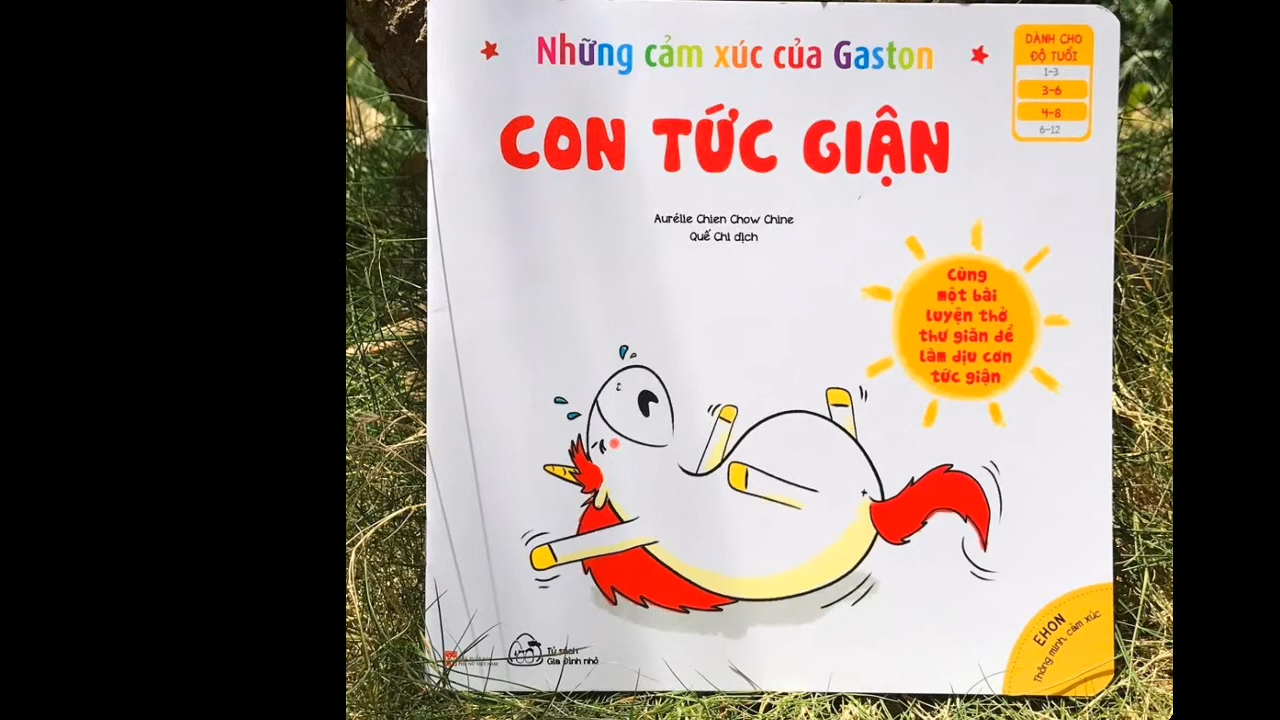 Những cảm xúc của Gaston
DÀNH CHO
ĐỘ TUỔI
1-3
3-6
4-8
6-12
CON TỨC GIẬN
Aurélie Chien Chow Chine
Quế Chi dịch
Cùng
một bài
luyện thở
thư giãn để
làm dịu cơn
tức giận
EHON
Thông minh cảm xúc
Tủ sách
Gia Đình nhỏ